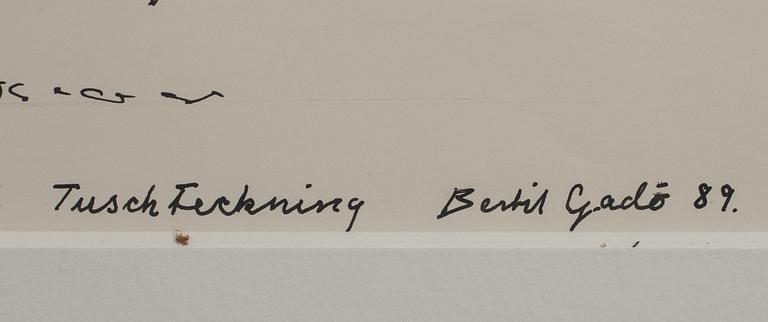 Tusch Teckning Bertil Gadö 89.